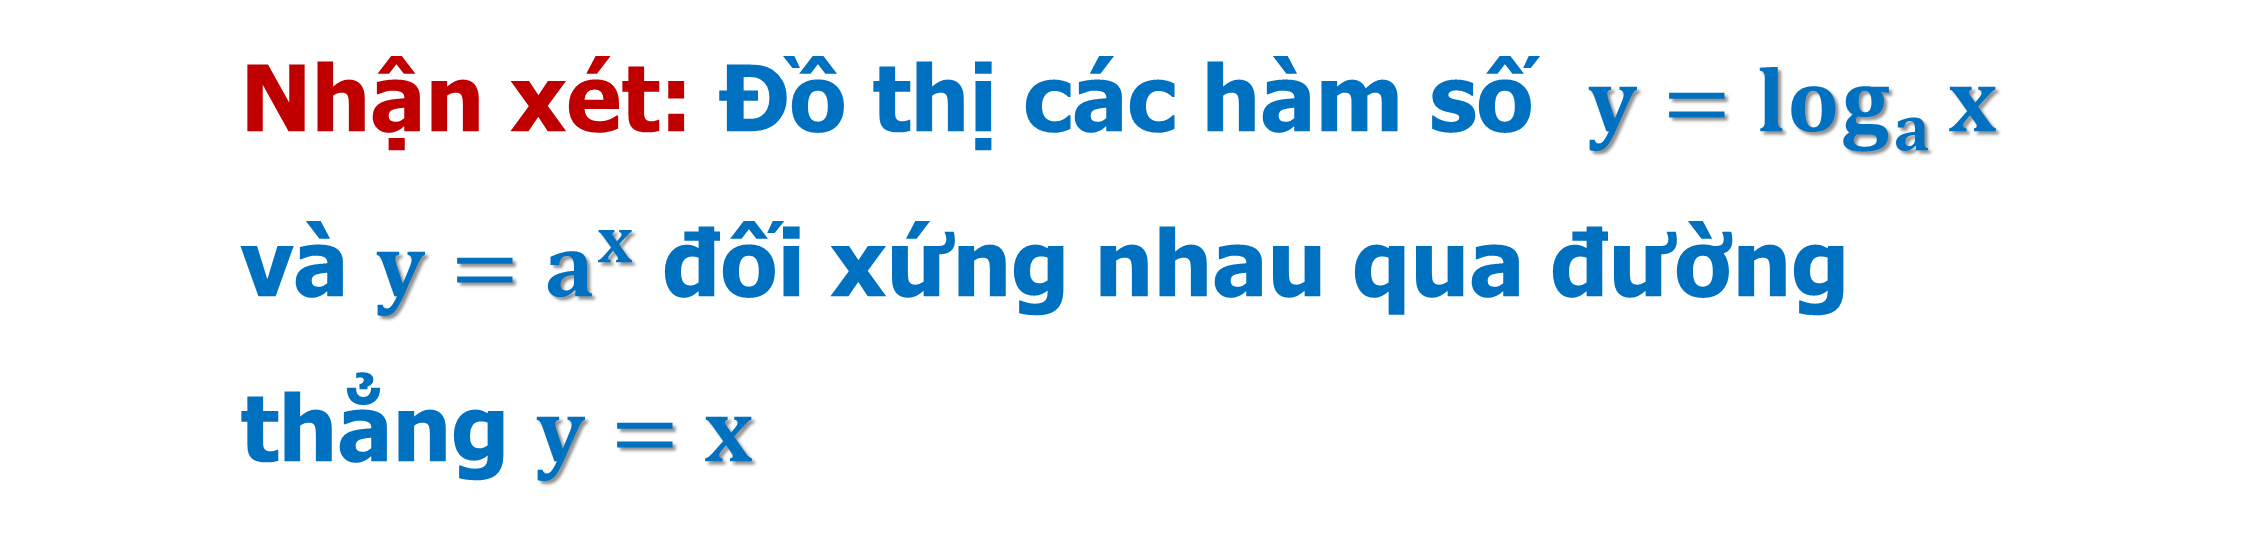 Nhận xét: Đồ thị các hàm số y = logₐ x
và y = aˣ đối xứng nhau qua đường
thẳng y = x